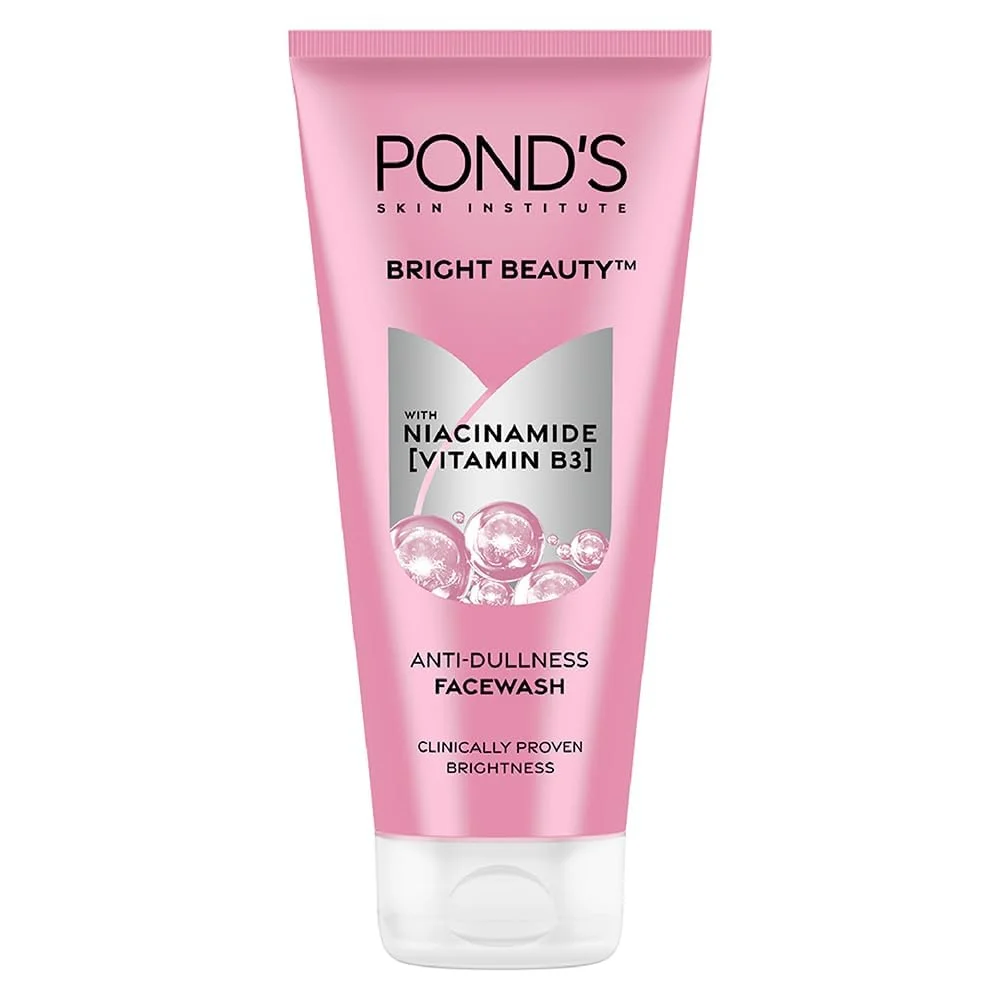 POND'S
SKIN INSTITUTE
BRIGHT BEAUTY™
WITH
NIACINAMIDE
[VITAMIN B3]
ANTI-DULLNESS
FACEWASH
CLINICALLY PROVEN
BRIGHTNESS